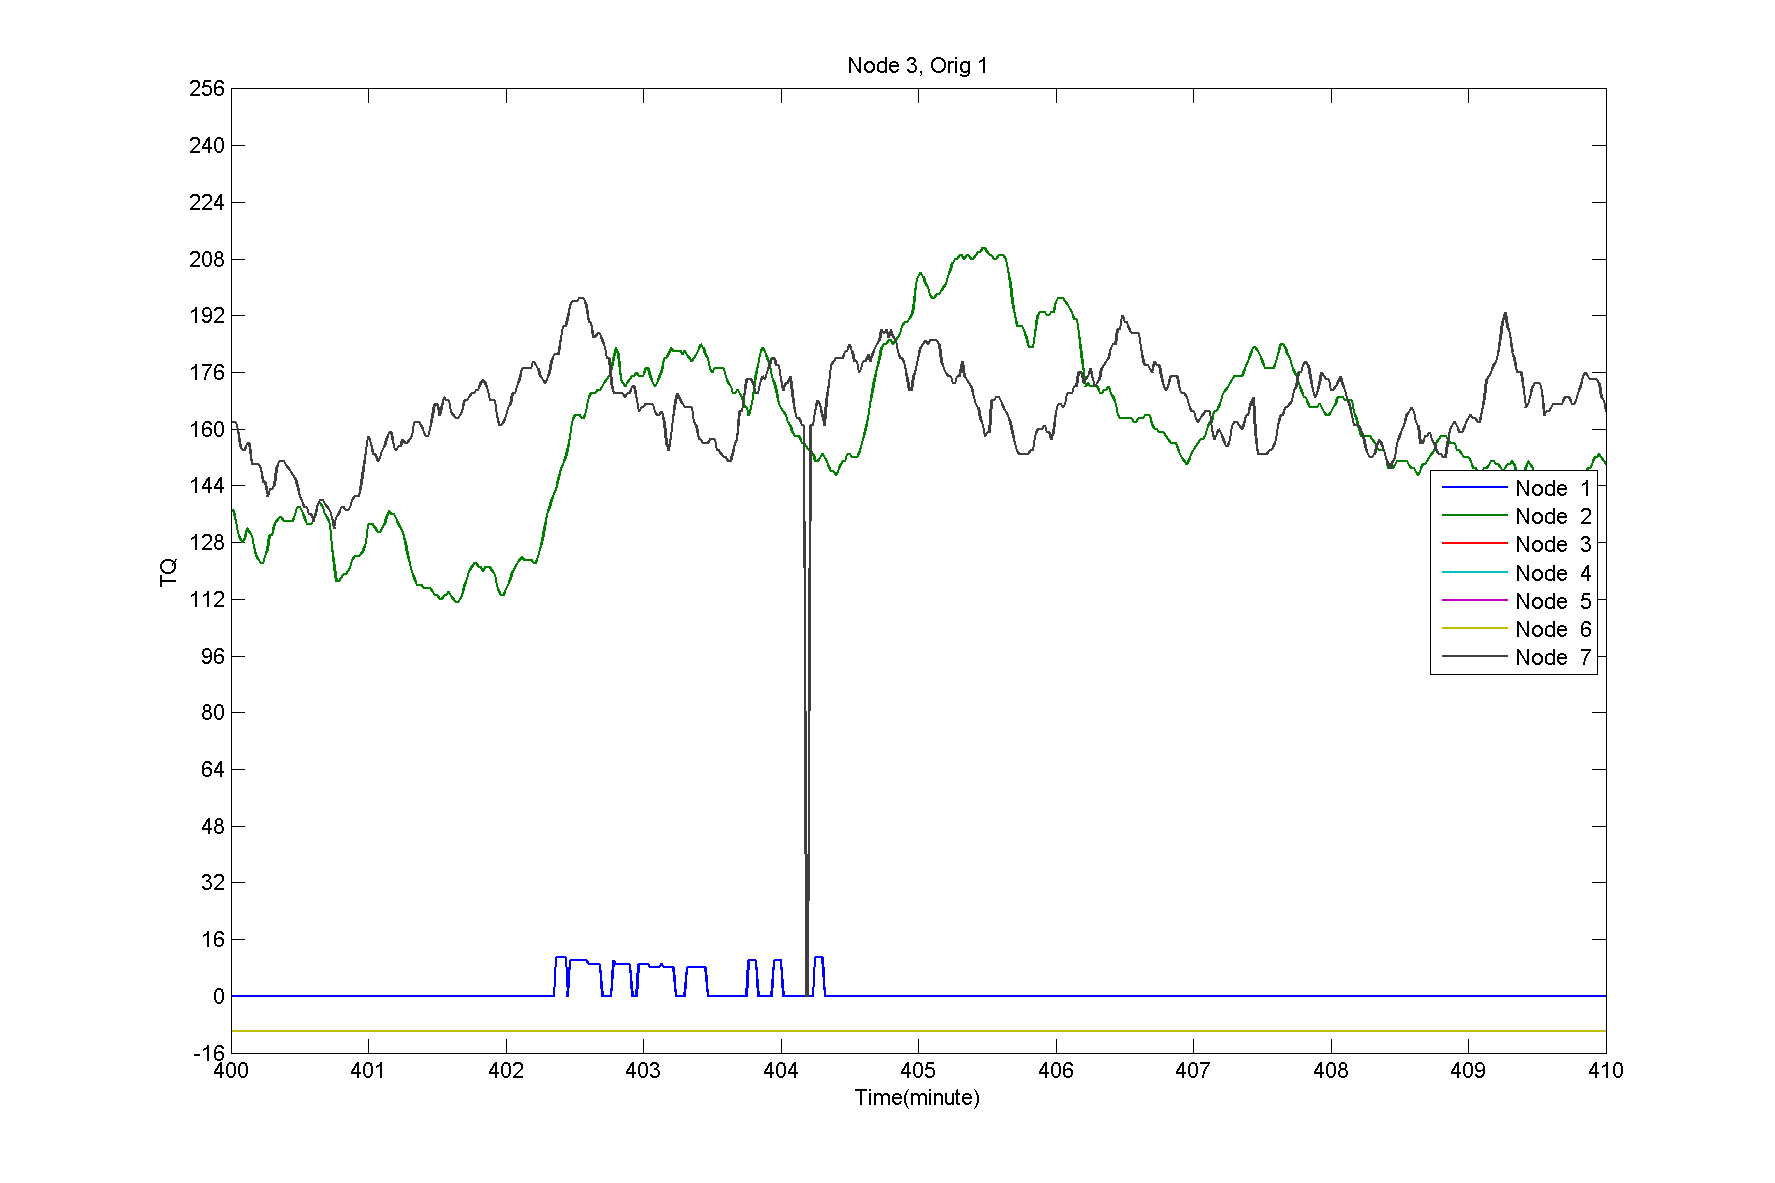 Node 3, Orig 1
256
240
224
208
192
176
160
144
128
112
96
80
64
48
32
16
0
-16
TQ
400 401 402 403 404 405 406 407 408 409 410
Time(minute)
Node 1
Node 2
Node 3
Node 4
Node 5
Node 6
Node 7